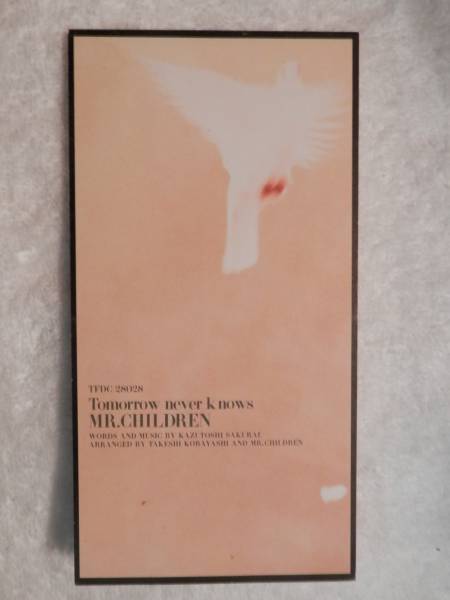 TFDC 28028
Tomorrow never knows
MR.CHILDREN
WORDS AND MUSIC BY KAZUTOSHI SAKURAI
ARRANGED BY TAKESHI KOBAYASHI AND MR.CHILDREN